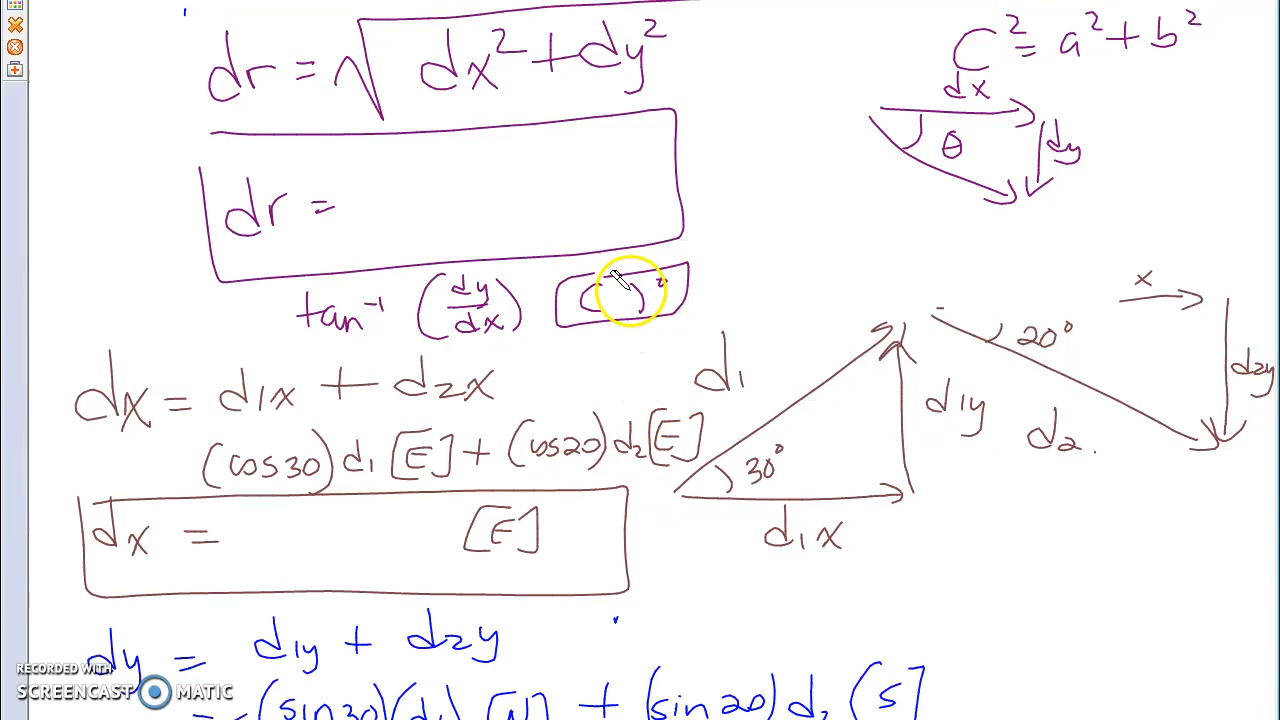 dr = √dx² + dy²
C² = a² + b²
dx
θ
dy
dr =
tan⁻¹ (dy/dx) ( )²
x
20°
d2y
d1
d1y
d2
dx = d1x + d2x
(cos30) d1 [E] + (cos20) d2 [E]
30°
d1x
dx = [E]
dy = d1y + d2y
= -(sin30)(d1) [N] + (sin20) d2 (S]
RECORDED WITH
SCREENCAST MATIC